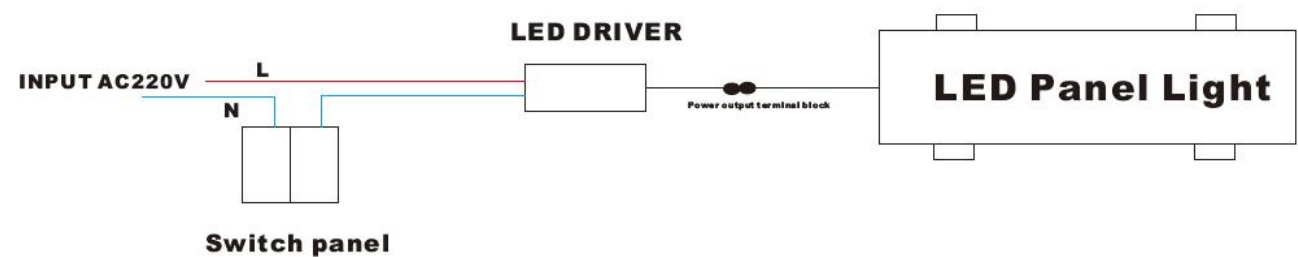 LED DRIVER
INPUT AC220V
L
N
LED Panel Light
Power output terminal block
Switch panel